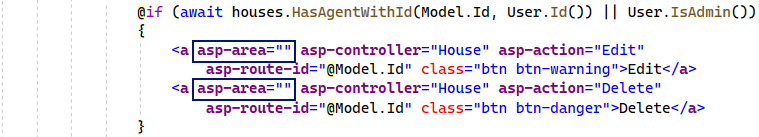 @if (await houses.HasAgentWithId(Model.Id, User.Id()) || User.IsAdmin())
{
<a asp-area="" asp-controller="House" asp-action="Edit"
asp-route-id="@Model.Id" class="btn btn-warning">Edit</a>
<a asp-area="" asp-controller="House" asp-action="Delete"
asp-route-id="@Model.Id" class="btn btn-danger">Delete</a>
}